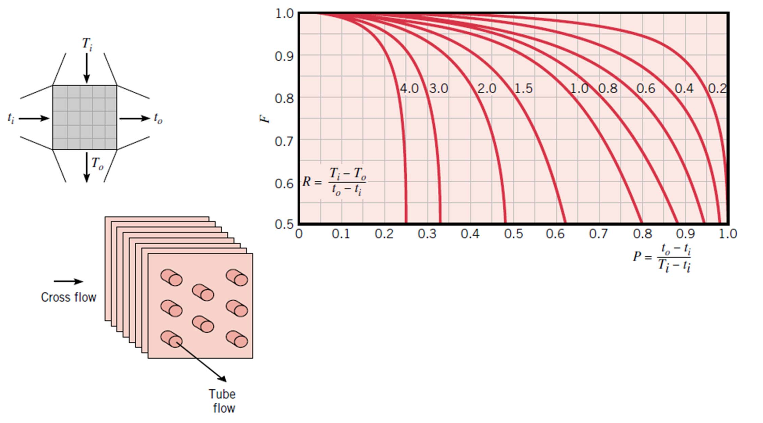 T_i
t_i
t_o
T_o
Cross flow
Tube
flow
F
1.0
0.9
0.8
0.7
0.6
0.5
4.0 3.0 2.0 1.5 1.0 0.8 0.6 0.4 0.2
R = (T_i – T_o) / (t_o – t_i)
0 0.1 0.2 0.3 0.4 0.5 0.6 0.7 0.8 0.9 1.0
P = (t_o – t_i) / (T_i – t_i)